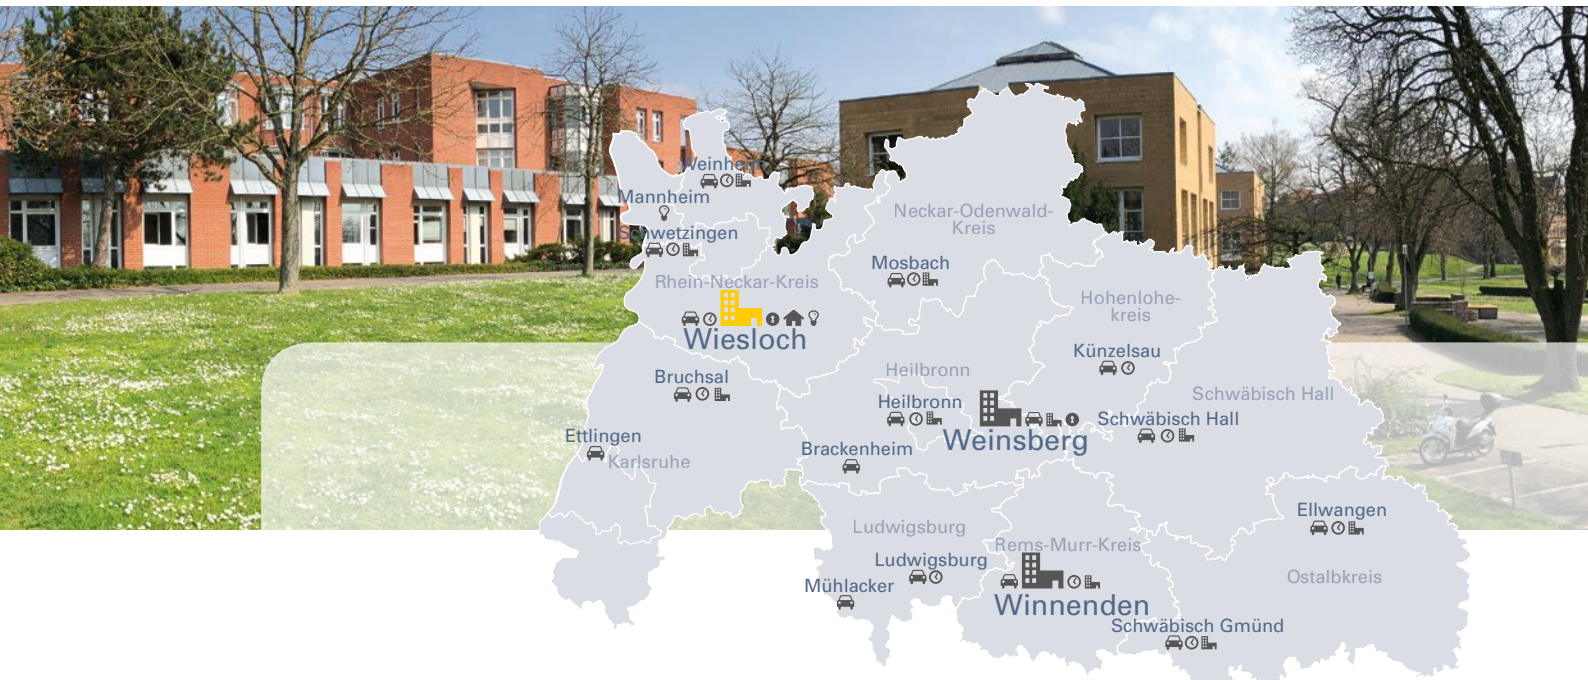 Weinheim
Mannheim
Schwetzingen
Neckar-Odenwald-
Kreis
Mosbach
Rhein-Neckar-Kreis
Wiesloch
Hohenlohe-
kreis
Künzelsau
Bruchsal
Heilbronn
Heilbronn
Schwäbisch Hall
Schwäbisch Hall
Weinsberg
Ettlingen
Karlsruhe
Brackenheim
Ellwangen
Ludwigsburg
Rems-Murr-Kreis
Ludwigsburg
Ostalbkreis
Mühlacker
Winnenden
Schwäbisch Gmünd